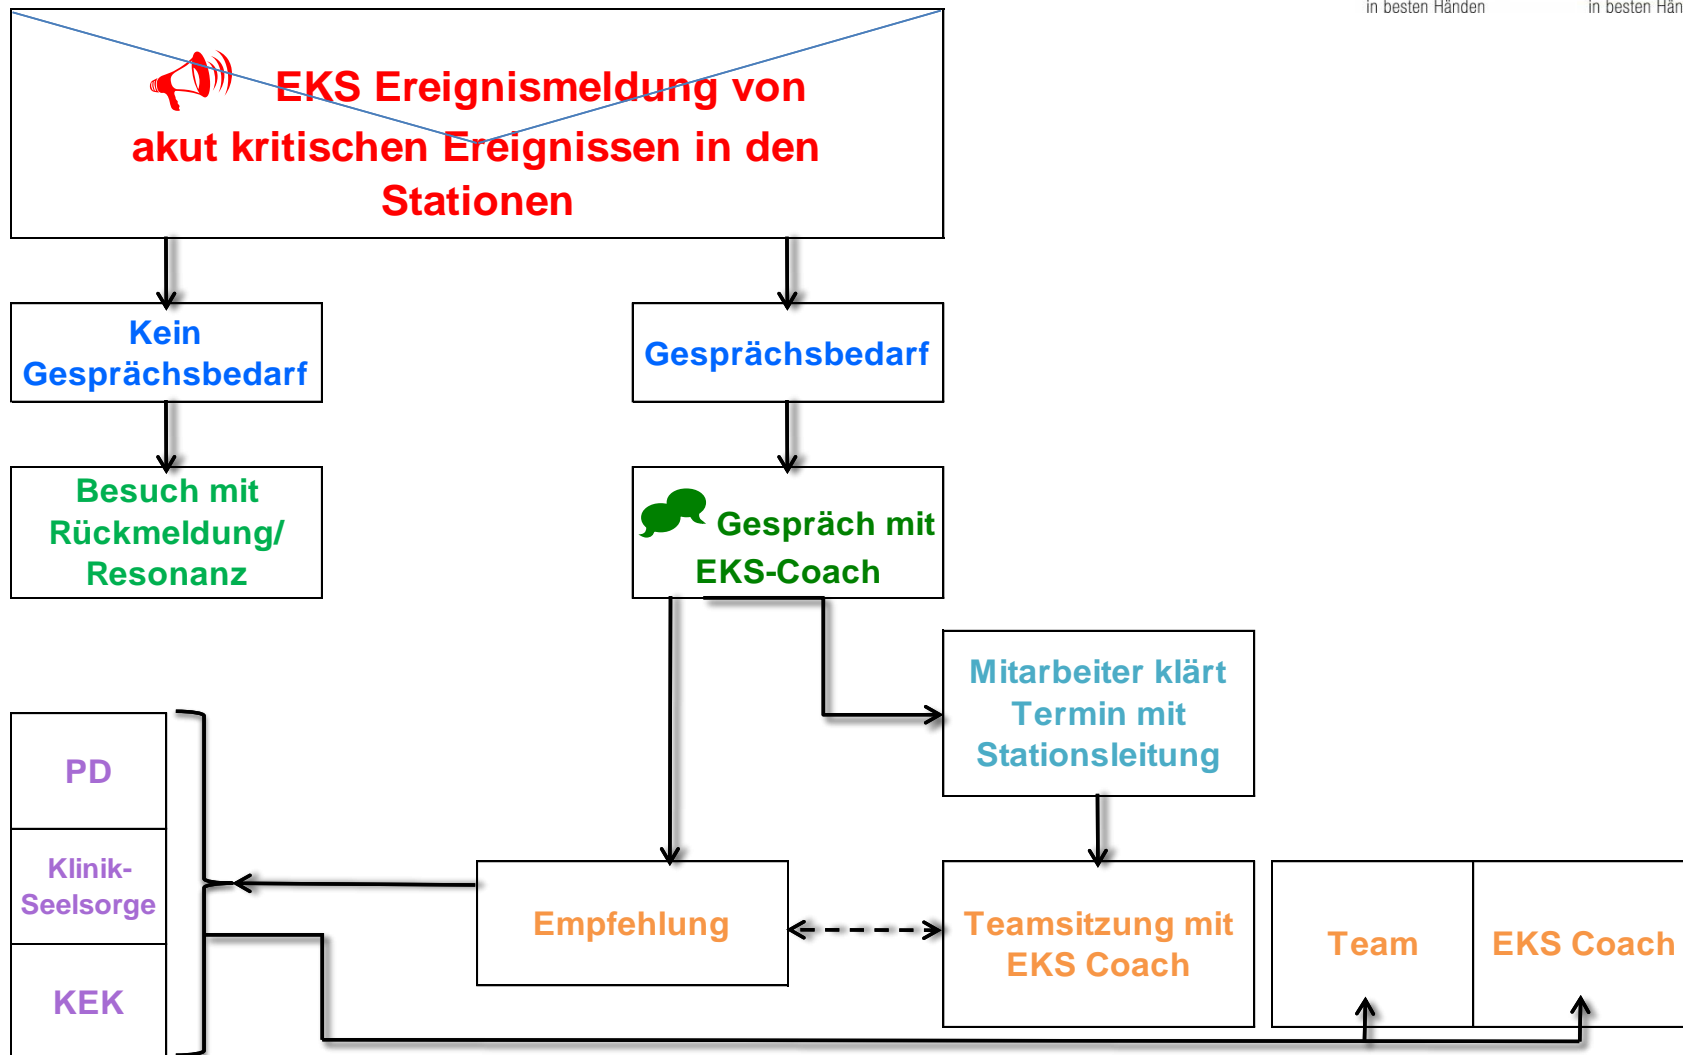 in besten Händen
in besten Hän
EKS Ereignismeldung von
akut kritischen Ereignissen in den
Stationen
Kein
Gesprächsbedarf
Gesprächsbedarf
Besuch mit
Rückmeldung/
Resonanz
Gespräch mit
EKS-Coach
Mitarbeiter klärt
Termin mit
Stationsleitung
PD
Klinik-
Seelsorge
KEK
Empfehlung
Teamsitzung mit
EKS Coach
Team
EKS Coach